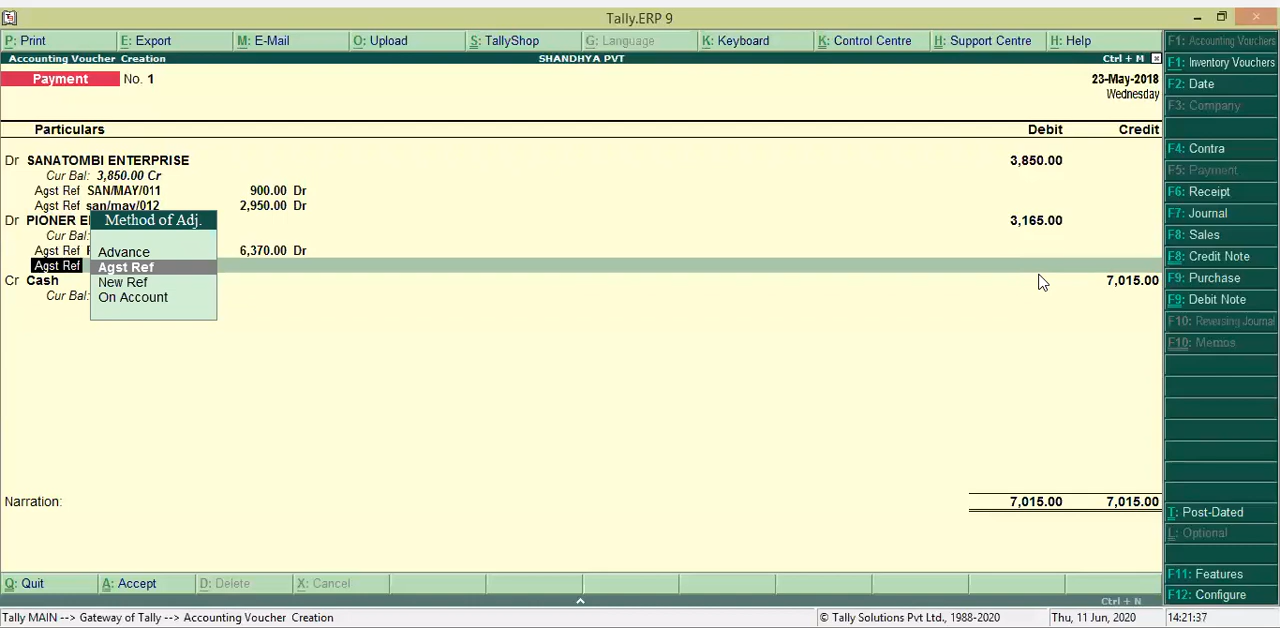 Tally.ERP 9
P: Print E: Export M: E-Mail O: Upload S: TallyShop G: Language K: Keyboard K: Control Centre H: Support Centre H: Help
Accounting Voucher Creation SHANDHYA PVT Ctrl + M
Payment No. 1 23-May-2018
Wednesday
Particulars Debit Credit
Dr SANATOMBI ENTERPRISE 3,850.00
Cur Bal: 3,850.00 Cr
Agst Ref SAN/MAY/011 900.00 Dr
Agst Ref san/may/012 2,950.00 Dr
Dr PIONER 3,165.00
Cur Bal:
Agst Ref 6,370.00 Dr
Agst Ref
Cr Cash 7,015.00
Cur Bal:
Method of Adj.
Advance
Agst Ref
New Ref
On Account
Narration: 7,015.00 7,015.00
Q: Quit A: Accept D: Delete X: Cancel
Ctrl + N
F1: Accounting Vouchers
F1: Inventory Vouchers
F2: Date
F3: Company
F4: Contra
F5: Payment
F6: Receipt
F7: Journal
F8: Sales
F8: Credit Note
F9: Purchase
F9: Debit Note
F10: Reversing Journal
F10: Memos
T: Post-Dated
L: Optional
F11: Features
F12: Configure
Tally MAIN --> Gateway of Tally --> Accounting Voucher Creation © Tally Solutions Pvt Ltd., 1988-2020 Thu, 11 Jun, 2020 14:21:37